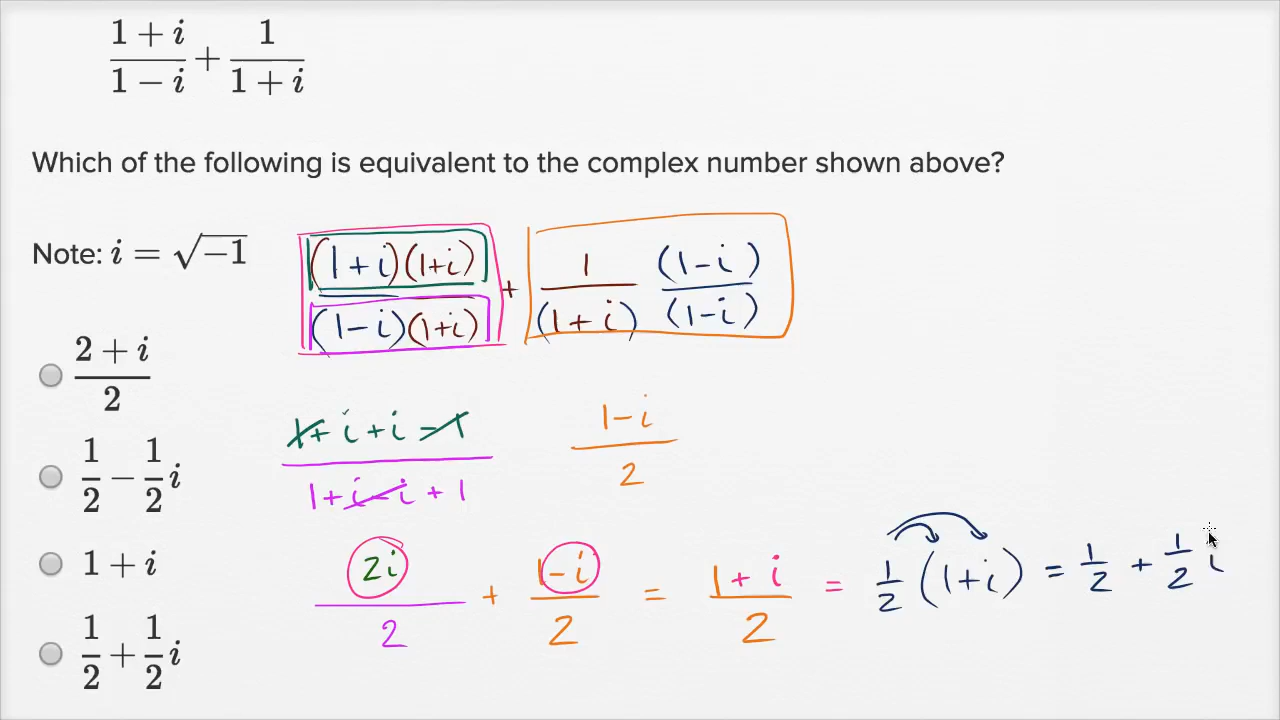 1 + i / 1 − i + 1 / 1 + i
Which of the following is equivalent to the complex number shown above?
Note: i = √−1
(1+i)(1+i) / (1−i)(1+i) + 1 / (1+i) (1−i) / (1−i)
2 + i / 2
1+i+i−1 / 1+i−i+1
1−i / 2
1/2 − 1/2 i
1 + i
2i / 2 + 1−i / 2 = 1+i / 2 = 1/2 (1+i) = 1/2 + 1/2 i
1/2 + 1/2 i